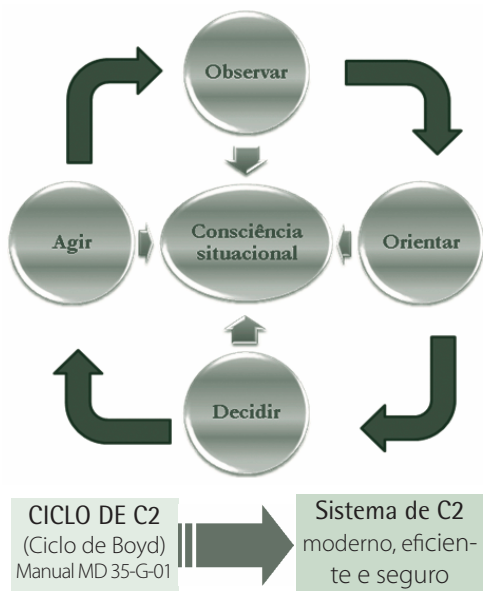 Observar
Agir
Consciência
situacional
Orientar
Decidir
CICLO DE C2
(Ciclo de Boyd)
Manual MD 35-G-01
Sistema de C2
moderno, eficien-
te e seguro